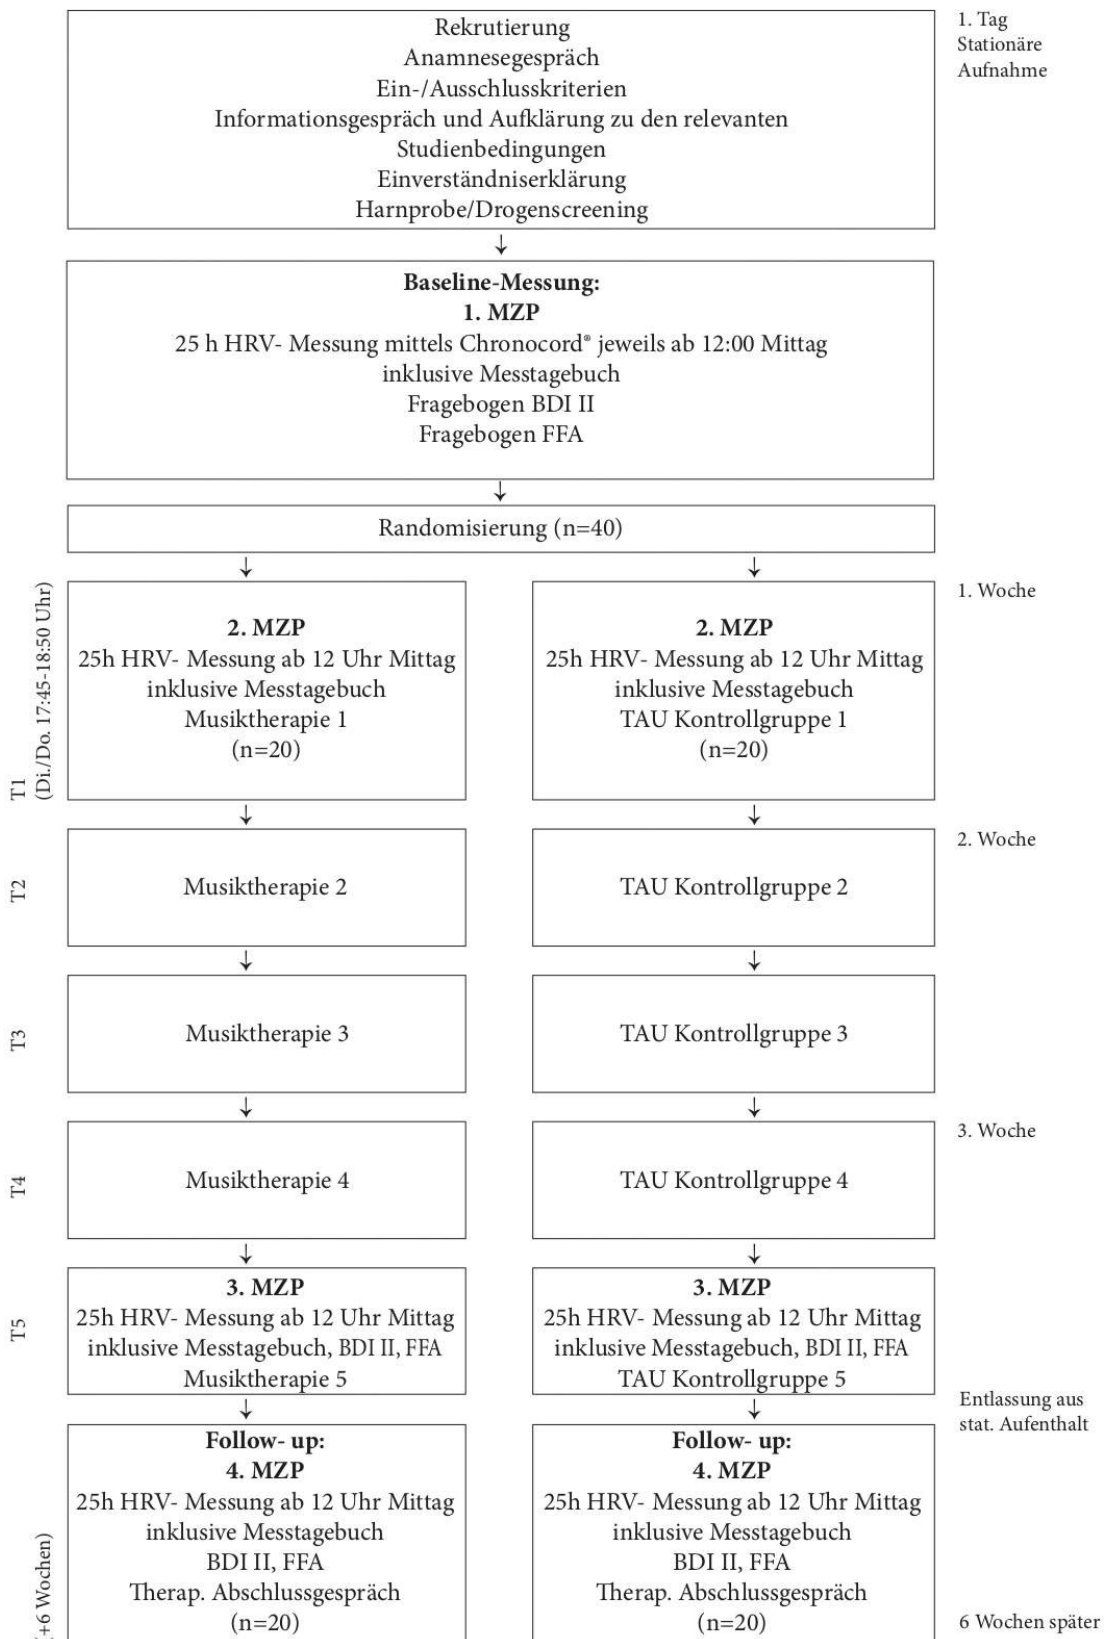 Rekrutierung
Anamnesegespräch
Ein-/Ausschlusskriterien
Informationsgespräch und Aufklärung zu den relevanten
Studienbedingungen
Einverständniserklärung
Harnprobe/Drogenscreening
1. Tag
Stationäre
Aufnahme
↓
Baseline-Messung:
1. MZP
25 h HRV- Messung mittels Chronocord® jeweils ab 12:00 Mittag
inklusive Messtagebuch
Fragebogen BDI II
Fragebogen FFA
↓
Randomisierung (n=40)
↓
↓
T1
(Di./Do. 17:45-18:50 Uhr)
2. MZP
25h HRV- Messung ab 12 Uhr Mittag
inklusive Messtagebuch
Musiktherapie 1
(n=20)
2. MZP
25h HRV- Messung ab 12 Uhr Mittag
inklusive Messtagebuch
TAU Kontrollgruppe 1
(n=20)
1. Woche
↓
↓
T2
Musiktherapie 2
TAU Kontrollgruppe 2
2. Woche
↓
↓
T3
Musiktherapie 3
TAU Kontrollgruppe 3
↓
↓
T4
Musiktherapie 4
TAU Kontrollgruppe 4
3. Woche
↓
↓
T5
3. MZP
25h HRV- Messung ab 12 Uhr Mittag
inklusive Messtagebuch, BDI II, FFA
Musiktherapie 5
3. MZP
25h HRV- Messung ab 12 Uhr Mittag
inklusive Messtagebuch, BDI II, FFA
TAU Kontrollgruppe 5
Entlassung aus
stat. Aufenthalt
↓
↓
(+6 Wochen)
Follow- up:
4. MZP
25h HRV- Messung ab 12 Uhr Mittag
inklusive Messtagebuch
BDI II, FFA
Therap. Abschlussgespräch
(n=20)
Follow- up:
4. MZP
25h HRV- Messung ab 12 Uhr Mittag
inklusive Messtagebuch
BDI II, FFA
Therap. Abschlussgespräch
(n=20)
6 Wochen später